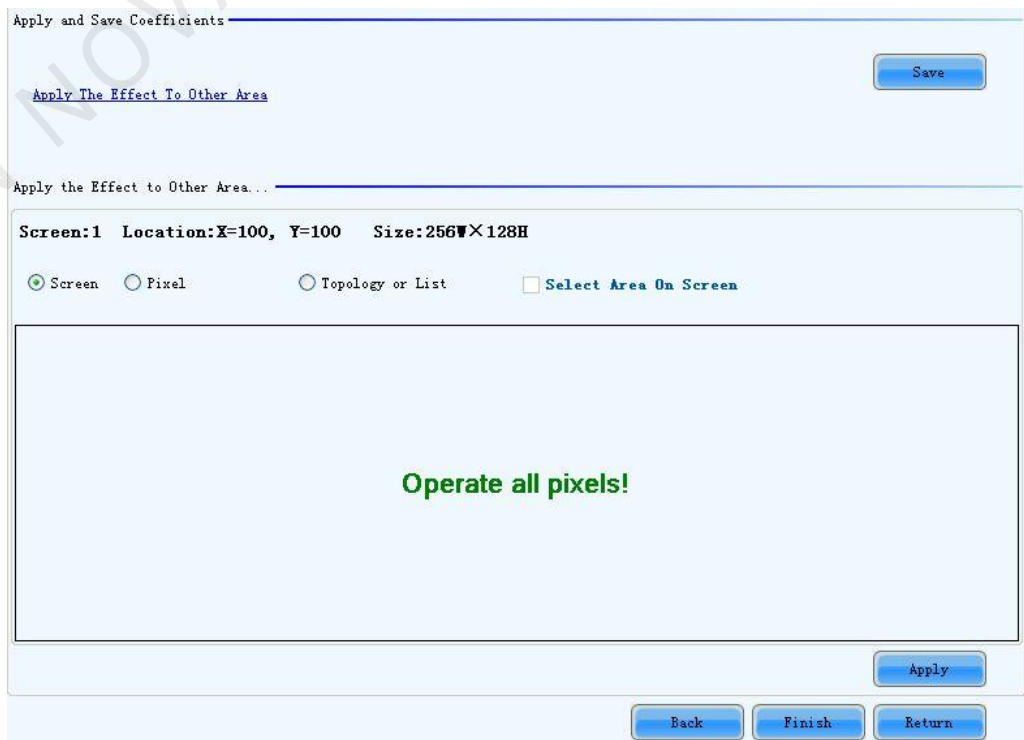 Apply and Save Coefficients
Save
Apply The Effect To Other Area
Apply the Effect to Other Area...
Screen:1 Location:X=100, Y=100 Size:256W×128H
Screen Pixel Topology or List Select Area On Screen
Operate all pixels!
Apply
Back Finish Return